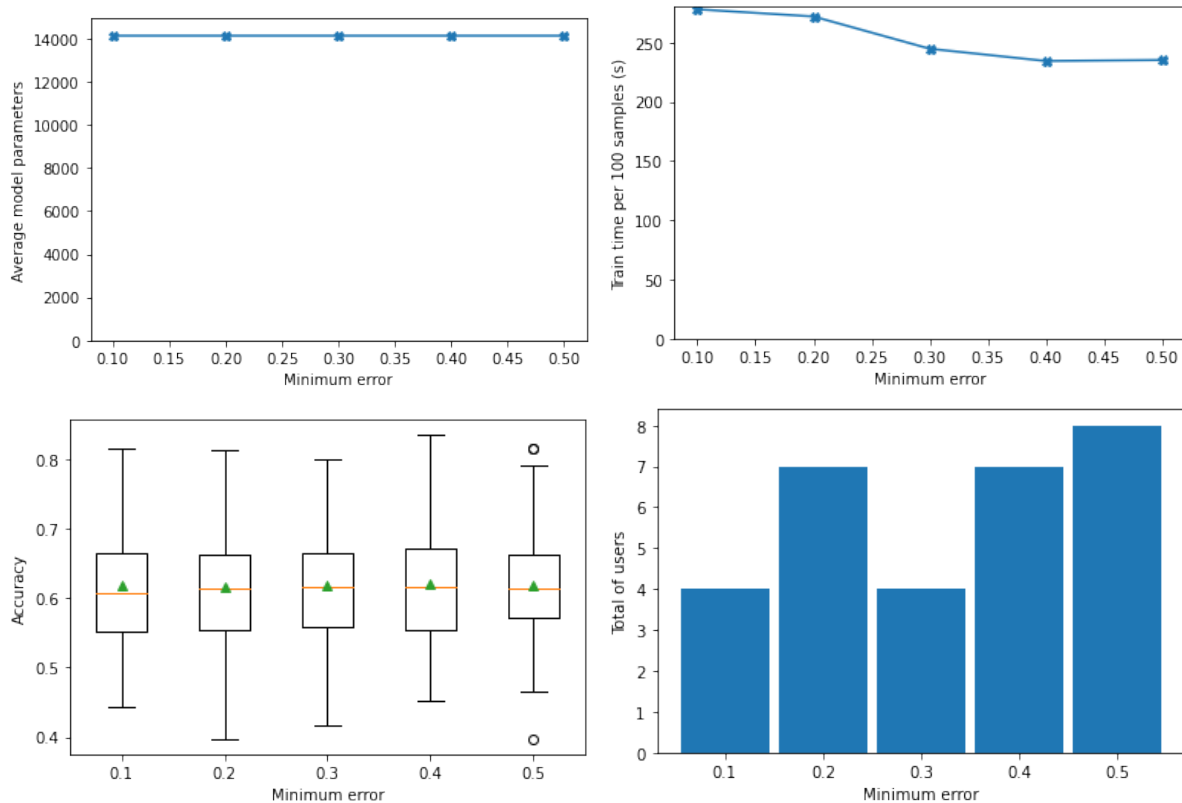 Average model parameters
14000
12000
10000
8000
6000
4000
2000
0
0.10 0.15 0.20 0.25 0.30 0.35 0.40 0.45 0.50
Minimum error
Train time per 100 samples (s)
250
200
150
100
50
0
0.10 0.15 0.20 0.25 0.30 0.35 0.40 0.45 0.50
Minimum error
Accuracy
0.8
0.7
0.6
0.5
0.4
0.1 0.2 0.3 0.4 0.5
Minimum error
Total of users
8
7
6
5
4
3
2
1
0
0.1 0.2 0.3 0.4 0.5
Minimum error